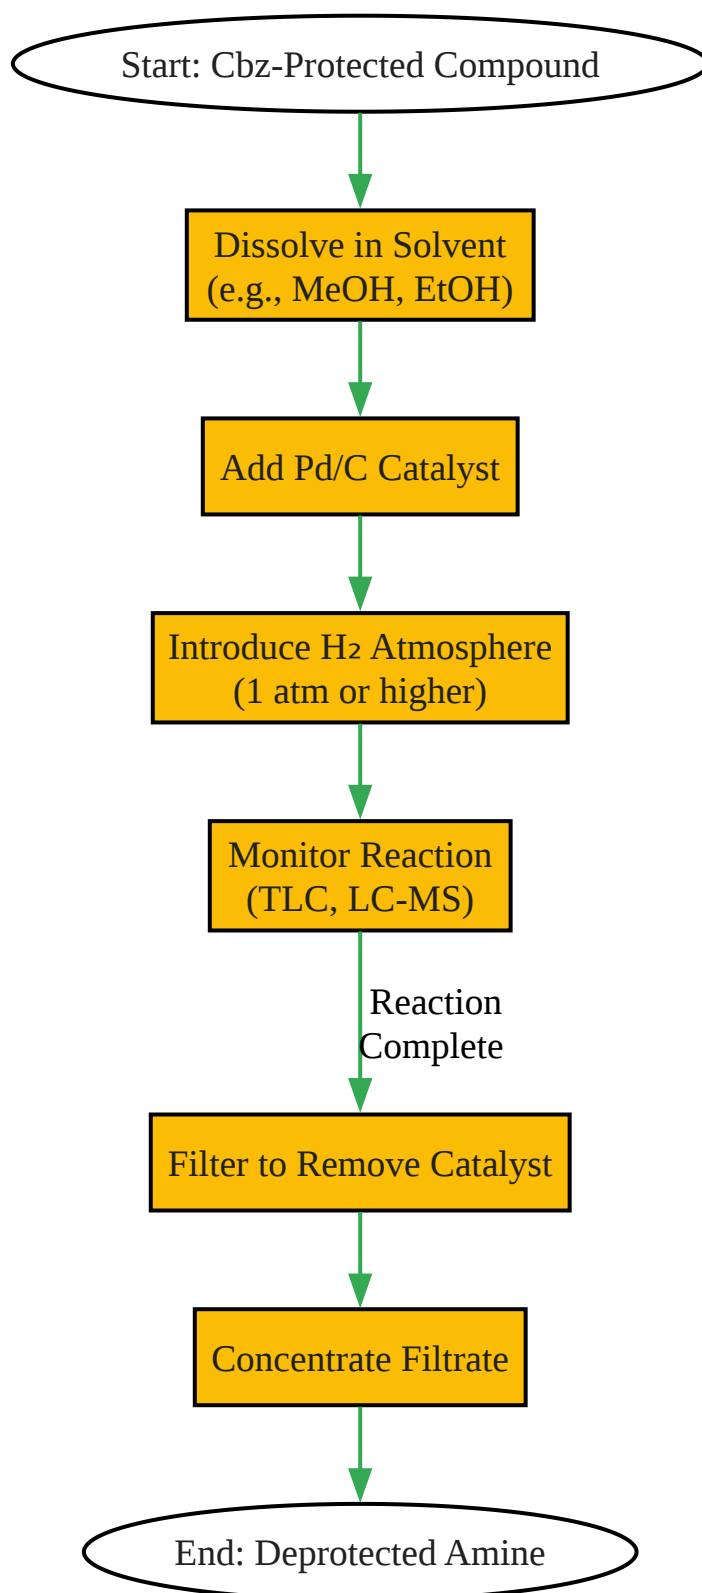 Start: Cbz-Protected Compound
Dissolve in Solvent
(e.g., MeOH, EtOH)
Add Pd/C Catalyst
Introduce H₂ Atmosphere
(1 atm or higher)
Monitor Reaction
(TLC, LC-MS)
Reaction
Complete
Filter to Remove Catalyst
Concentrate Filtrate
End: Deprotected Amine